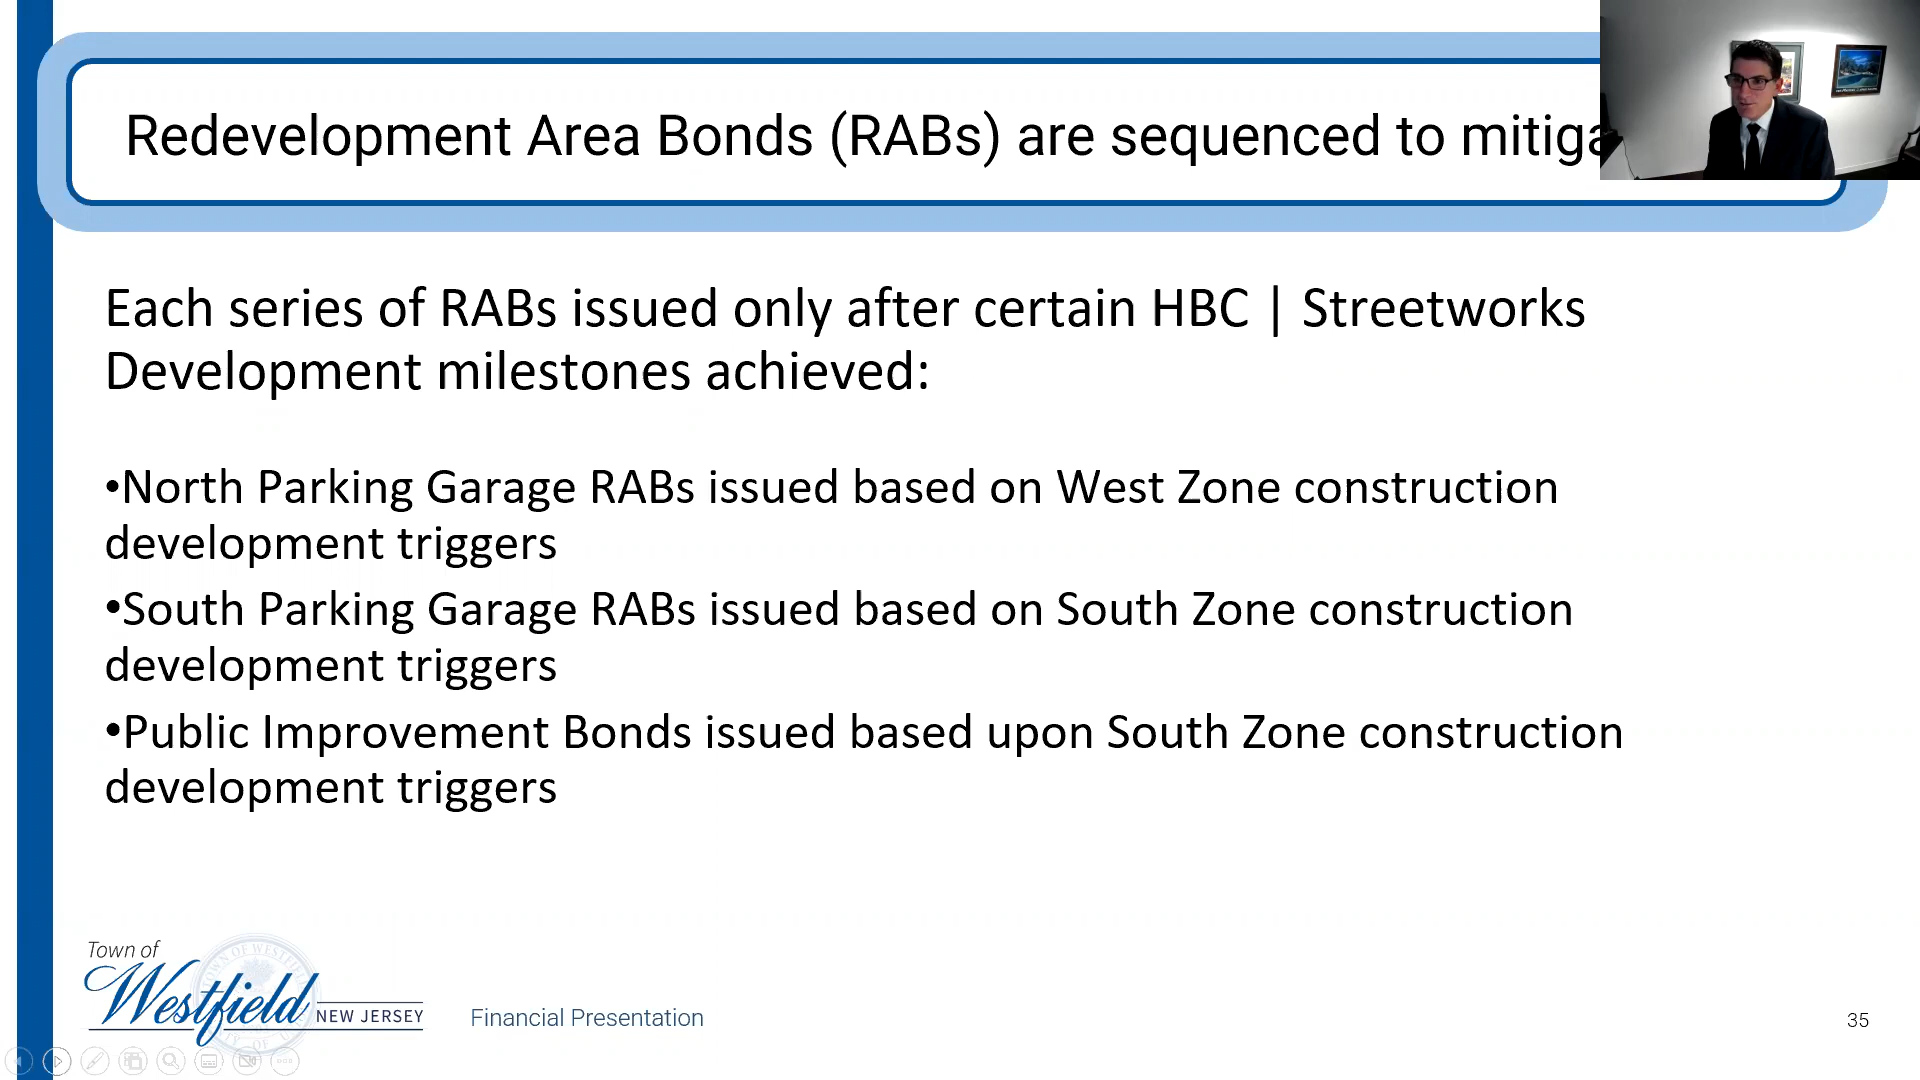 Redevelopment Area Bonds (RABs) are sequenced to
Each series of RABs issued only after certain HBC | Streetworks
Development milestones achieved:
•North Parking Garage RABs issued based on West Zone construction
development triggers
•South Parking Garage RABs issued based on South Zone construction
development triggers
•Public Improvement Bonds issued based upon South Zone construction
development triggers
Town of
Westfield
NEW JERSEY
Financial Presentation
35